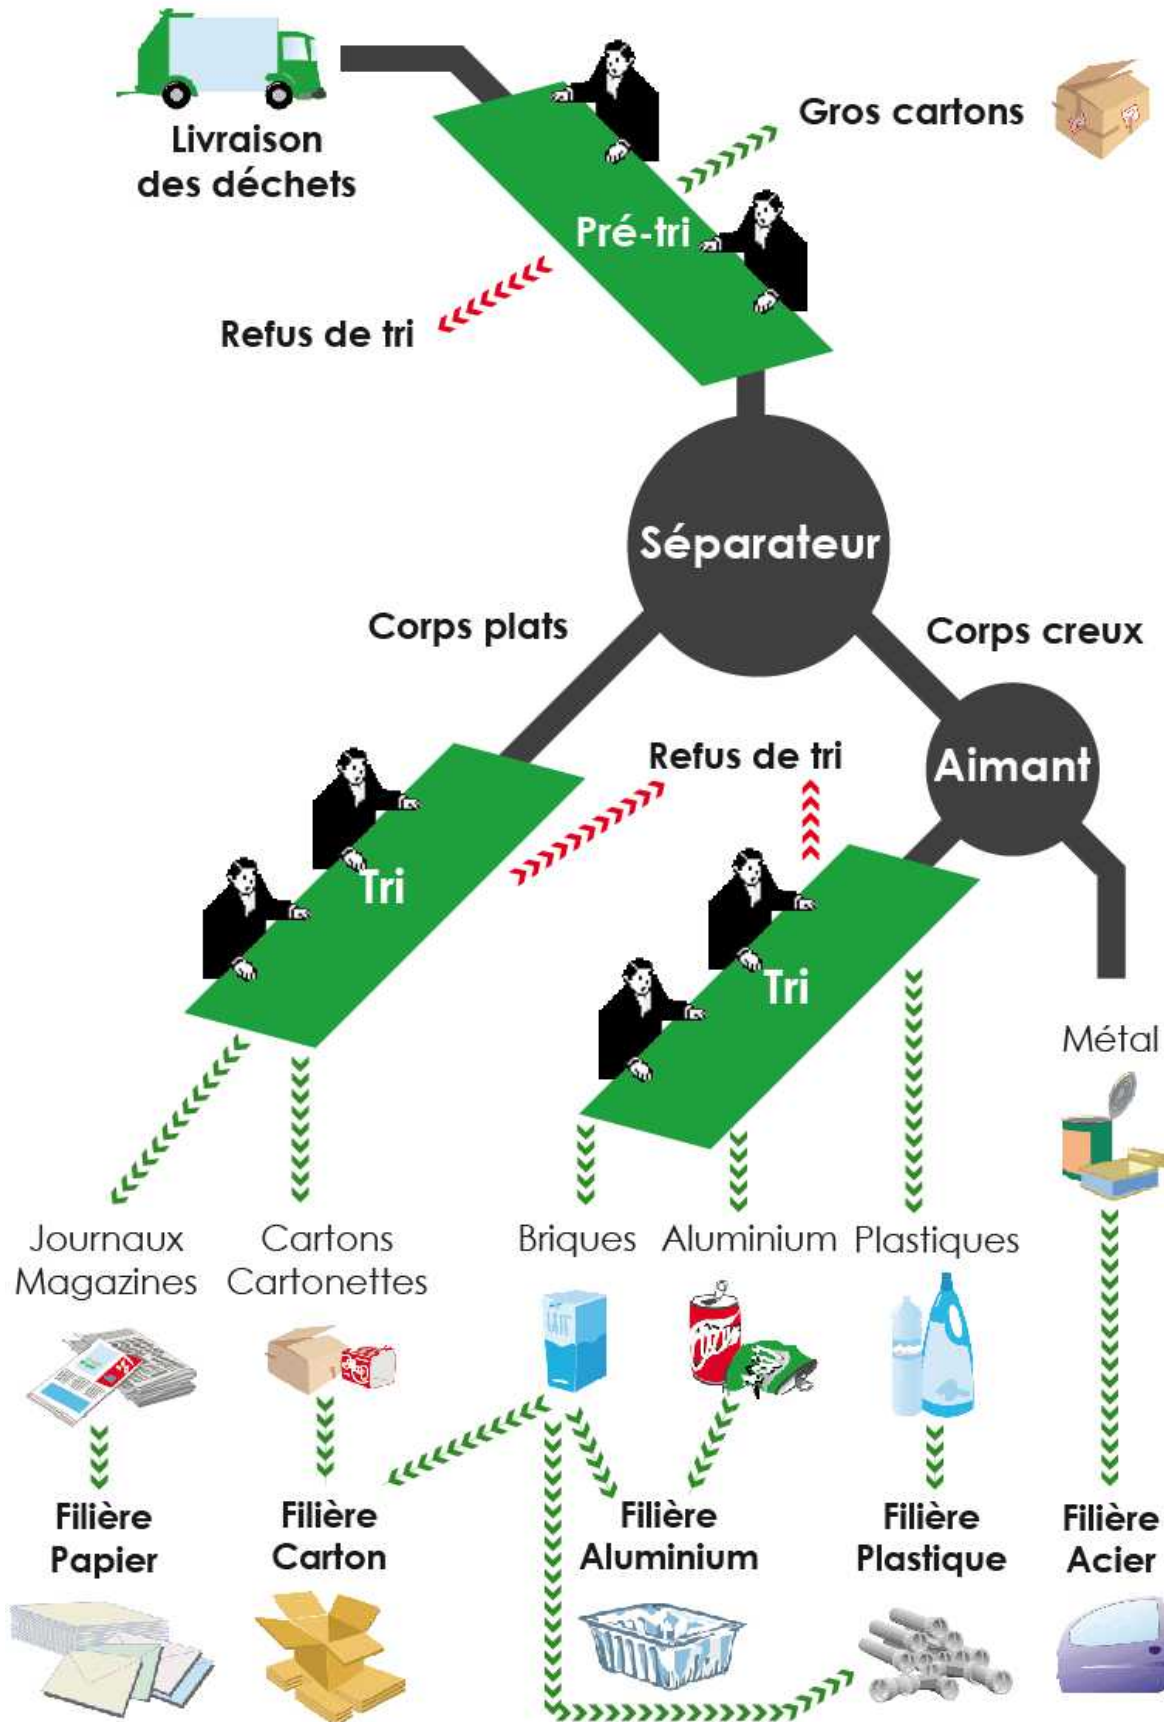 Livraison
des déchets
Gros cartons
Pré-tri
Refus de tri
Séparateur
Corps plats
Corps creux
Refus de tri
Aimant
Tri
Tri
Métal
Journaux
Magazines
Cartons
Cartonettes
Briques
Aluminium
Plastiques
LAIT
Filière
Papier
Filière
Carton
Filière
Aluminium
Filière
Plastique
Filière
Acier